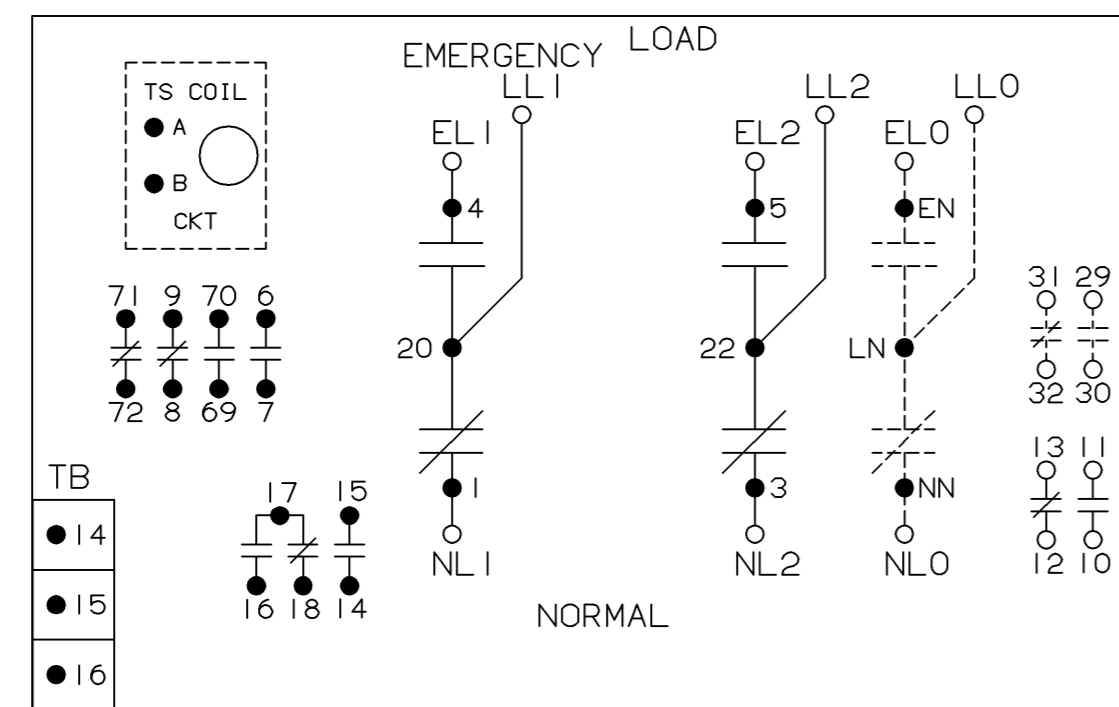 LOAD
EMERGENCY
LL1
LL2
LL0
TS COIL
EL1
EL2
EL0
A
B
4
5
EN
CKT
71 9 70 6
31 29
20
22
LN
72 8 69 7
32 30
TB
13 11
17
15
1
3
NN
14
NL1
NL2
NL0
12 10
16 18 14
15
NORMAL
16